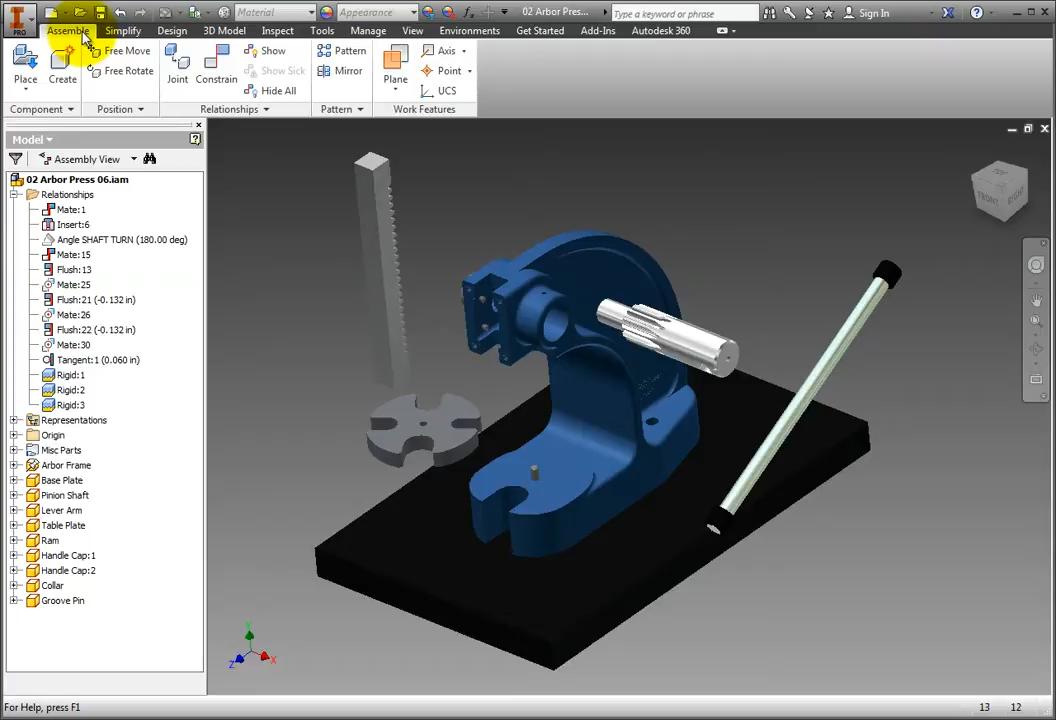 Material
Appearance
02 Arbor Press...
Type a keyword or phrase
Sign In
PRO
Assemble
Simplify
Design
3D Model
Inspect
Tools
Manage
View
Environments
Get Started
Add-Ins
Autodesk 360
Place
Create
Free Move
Free Rotate
Joint
Constrain
Show
Show Sick
Hide All
Pattern
Mirror
Plane
Axis
Point
UCS
Component
Position
Relationships
Pattern
Work Features
Model
Assembly View
02 Arbor Press 06.iam
Relationships
Mate:1
Insert:6
Angle SHAFT TURN (180.00 deg)
Mate:15
Flush:13
Mate:25
Flush:21 (-0.132 in)
Mate:26
Flush:22 (-0.132 in)
Mate:30
Tangent:1 (0.060 in)
Rigid:1
Rigid:2
Rigid:3
Representations
Origin
Misc Parts
Arbor Frame
Base Plate
Pinion Shaft
Lever Arm
Table Plate
Ram
Handle Cap:1
Handle Cap:2
Collar
Groove Pin
TOP
FRONT
RIGHT
Y
Z
X
For Help, press F1
13
12